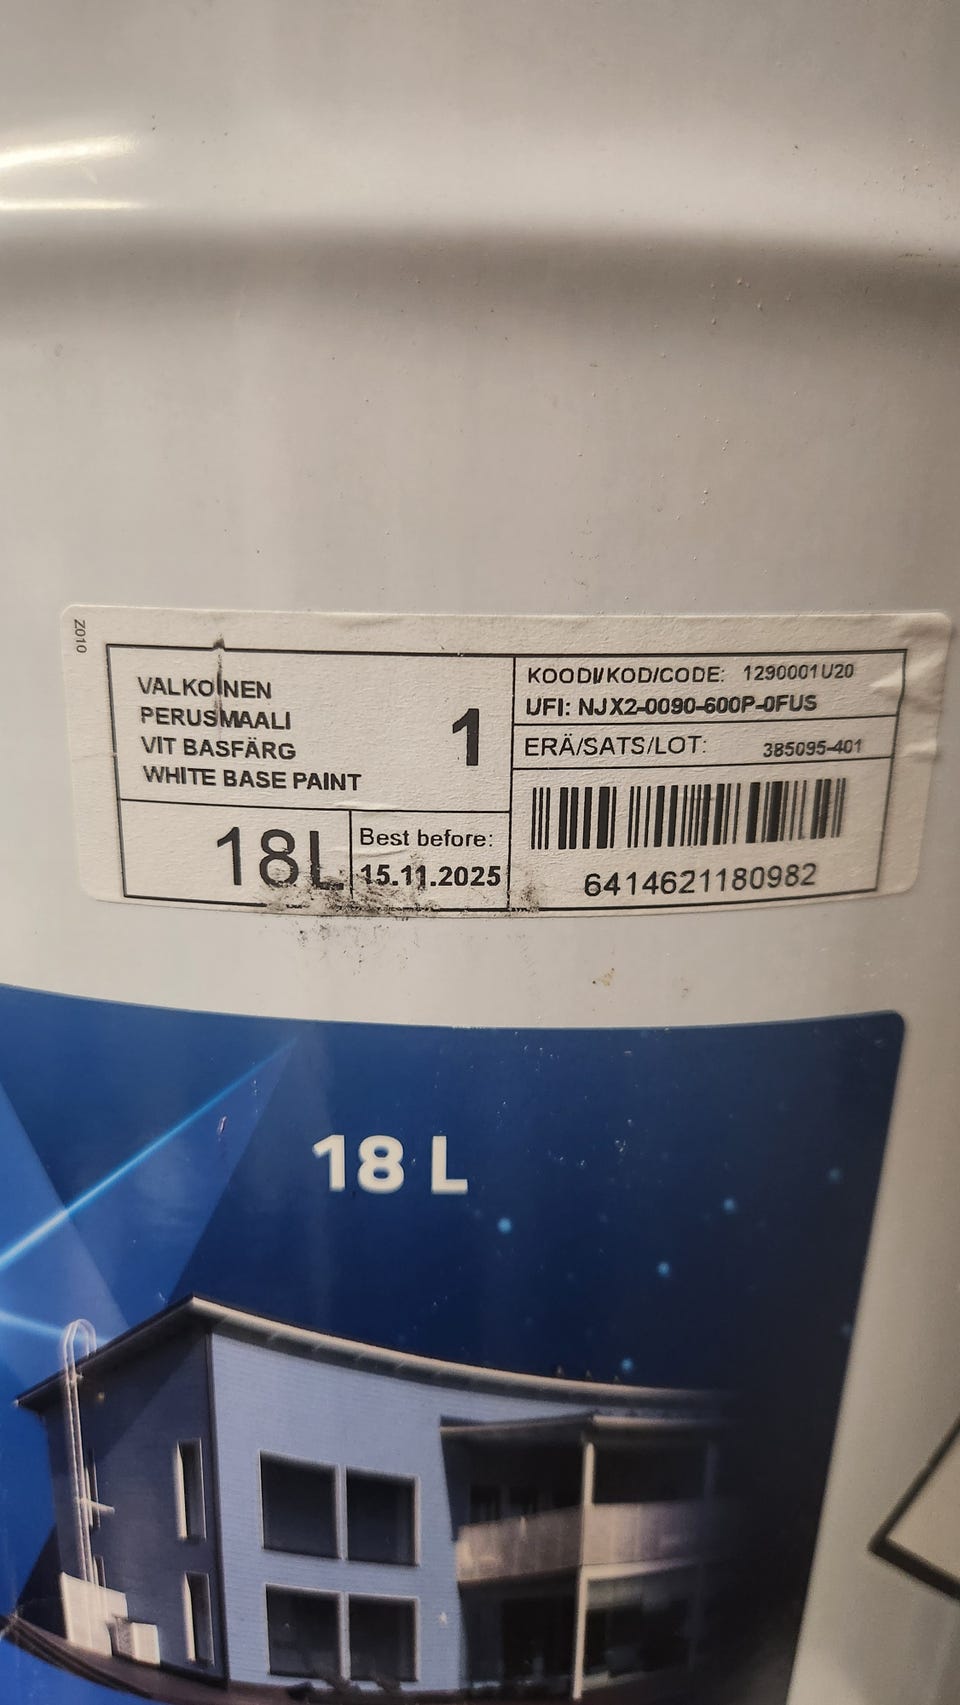 Z010
VALKOINEN
PERUSMAALI
VIT BASFÄRG
WHITE BASE PAINT
1
18L
Best before:
15.11.2025
KOODI/KOD/CODE: 1290001U20
UFI: NJX2-0090-600P-0FUS
ERÄ/SATS/LOT: 385095-401
6414621180982
18 L